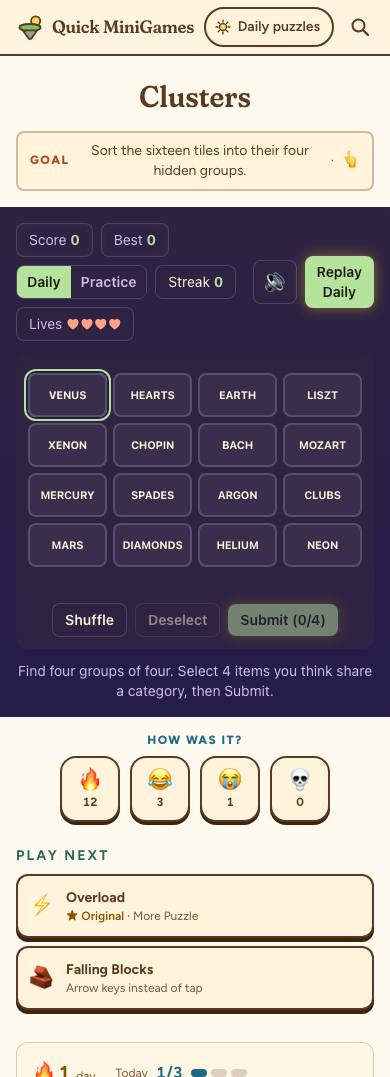 Quick MiniGames
Daily puzzles
Clusters
GOAL
Sort the sixteen tiles into their four
hidden groups.
Score 0
Best 0
Daily
Practice
Streak 0
Replay
Daily
Lives
VENUS
HEARTS
EARTH
LISZT
XENON
CHOPIN
BACH
MOZART
MERCURY
SPADES
ARGON
CLUBS
MARS
DIAMONDS
HELIUM
NEON
Shuffle
Deselect
Submit (0/4)
Find four groups of four. Select 4 items you think share
a category, then Submit.
HOW WAS IT?
12
3
1
0
PLAY NEXT
Overload
Original · More Puzzle
Falling Blocks
Arrow keys instead of tap
1 day
Today 1/3